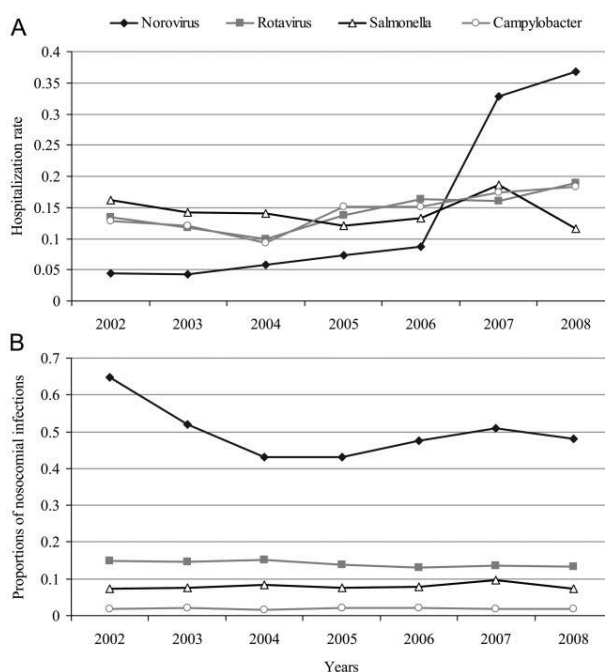 A
Norovirus Rotavirus Salmonella Campylobacter
Hospitalization rate
0.4
0.35
0.3
0.25
0.2
0.15
0.1
0.05
0
2002 2003 2004 2005 2006 2007 2008
B
Proportions of nosocomial infections
0.7
0.6
0.5
0.4
0.3
0.2
0.1
0
2002 2003 2004 2005 2006 2007 2008
Years